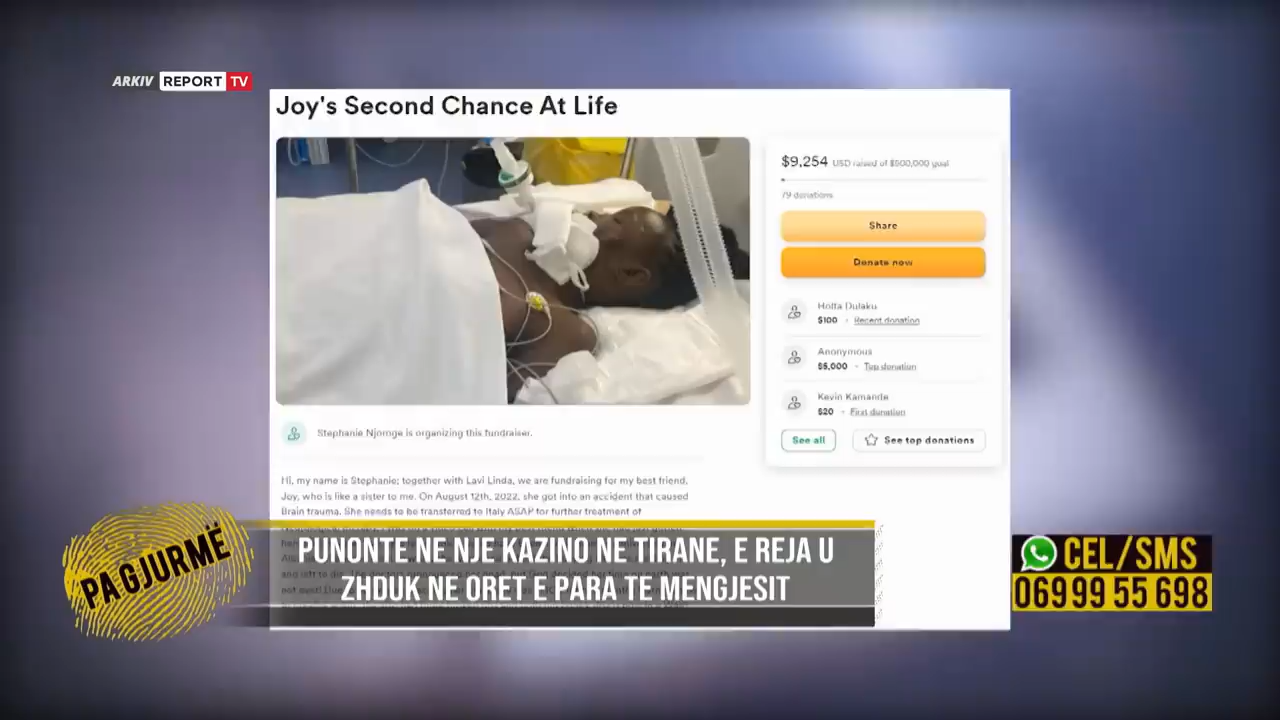 ARKIV REPORT TV
Joy's Second Chance At Life
$9,254 USD raised of $500,000 goal
79 donations
Share
Donate now
Hotta Dulaku
$100 · Recent donation
Anonymous
$5,000 · Top donation
Kevin Kamande
$20 · First donation
See all
See top donations
Stephanie Njoroge is organizing this fundraiser.
Hi, my name is Stephanie; together with Lavi Linda, we are fundraising for my best friend,
Joy, who is like a sister to me. On August 12th, 2022, she got into an accident that caused
Brain trauma. She needs to be transferred to Italy ASAP for further treatment of
PA GJURMË
PUNONTE NE NJE KAZINO NE TIRANE, E REJA U
ZHDUK NE ORET E PARA TE MENGJESIT
CEL/SMS
069 99 55 698